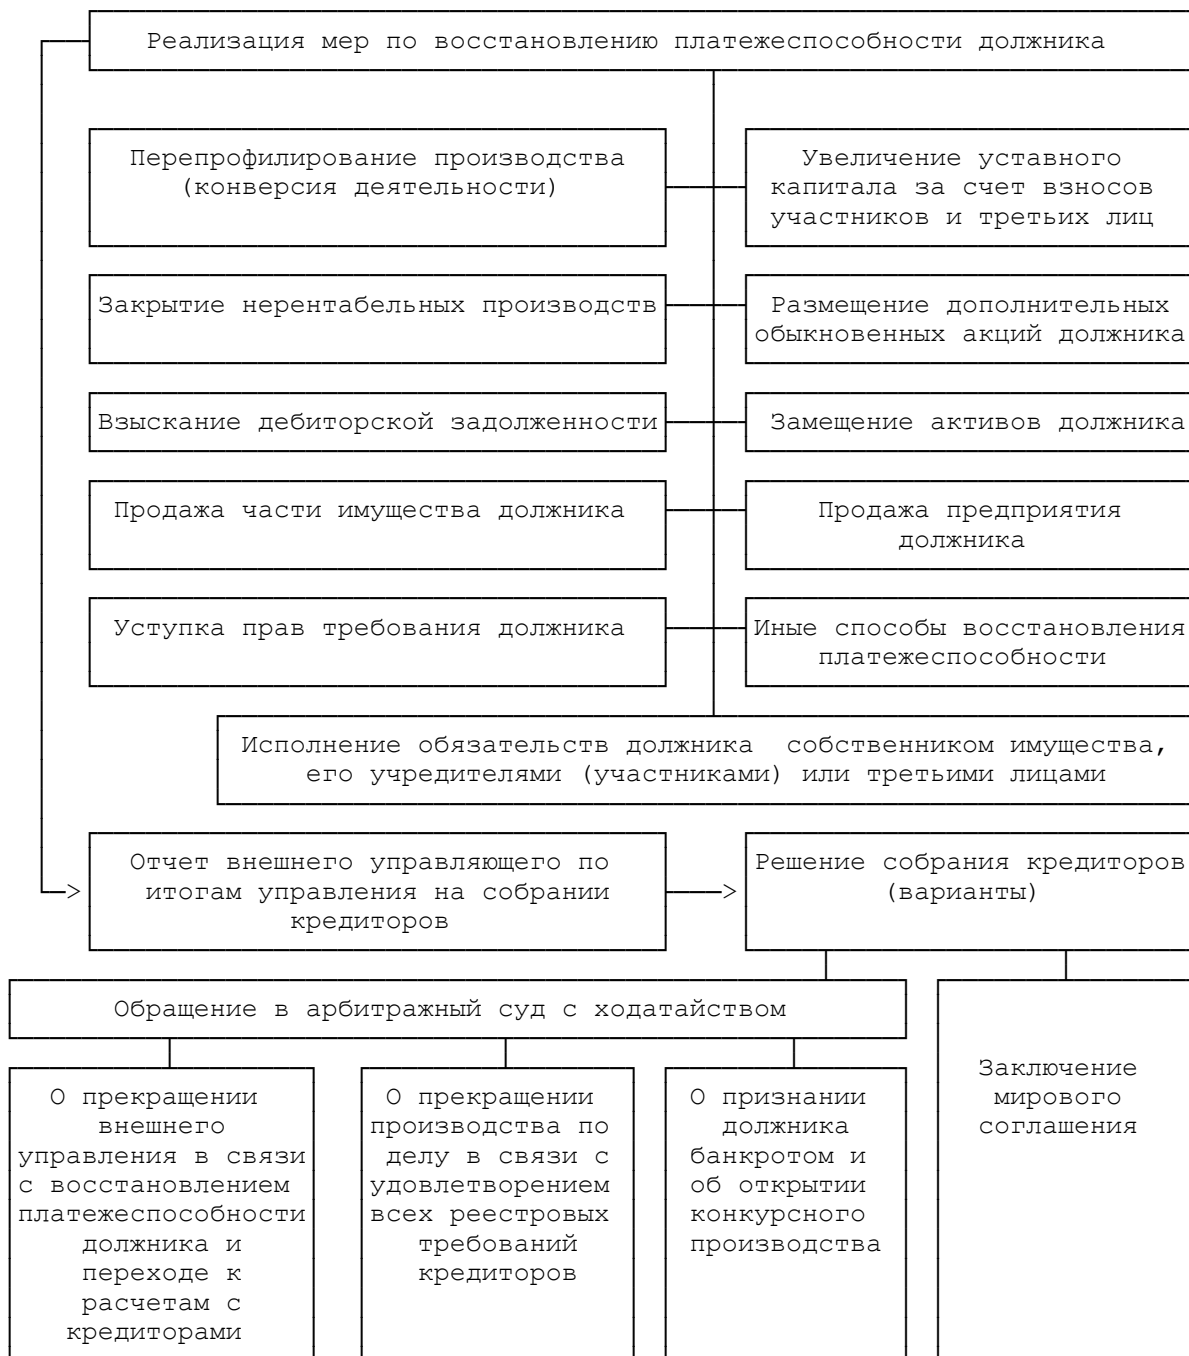 Реализация мер по восстановлению платежеспособности должника
Перепрофилирование производства
(конверсия деятельности)
Увеличение уставного
капитала за счет взносов
участников и третьих лиц
Закрытие нерентабельных производств
Размещение дополнительных
обыкновенных акций должника
Взыскание дебиторской задолженности
Замещение активов должника
Продажа части имущества должника
Продажа предприятия
должника
Уступка прав требования должника
Иные способы восстановления
платежеспособности
Исполнение обязательств должника собственником имущества,
его учредителями (участниками) или третьими лицами
Отчет внешнего управляющего по
итогам управления на собрании
кредиторов
Решение собрания кредиторов
(варианты)
Обращение в арбитражный суд с ходатайством
О прекращении
внешнего
управления в связи
с восстановлением
платежеспособности
должника и
переходе к
расчетам с
кредиторами
О прекращении
производства по
делу в связи с
удовлетворением
всех реестровых
требований
кредиторов
О признании
должника
банкротом и
об открытии
конкурсного
производства
Заключение
мирового
соглашения